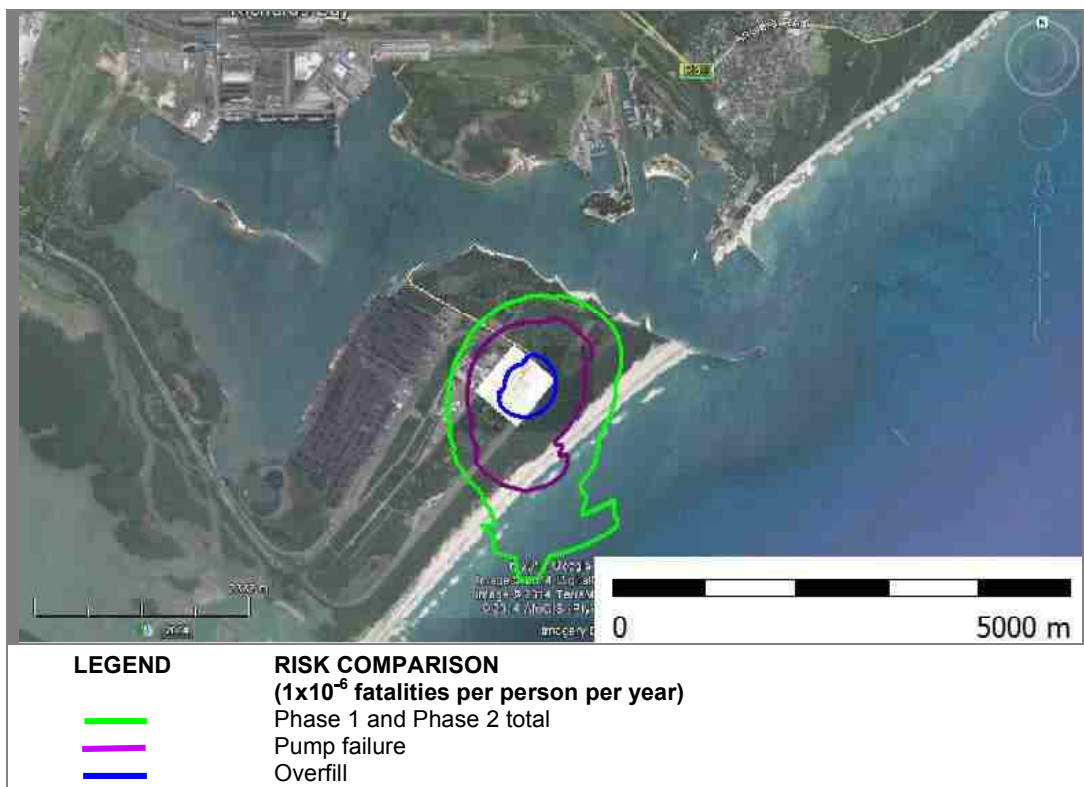 Richards Bay
N
0
5000 m
LEGEND
RISK COMPARISON
(1x10⁻⁶ fatalities per person per year)
Phase 1 and Phase 2 total
Pump failure
Overfill